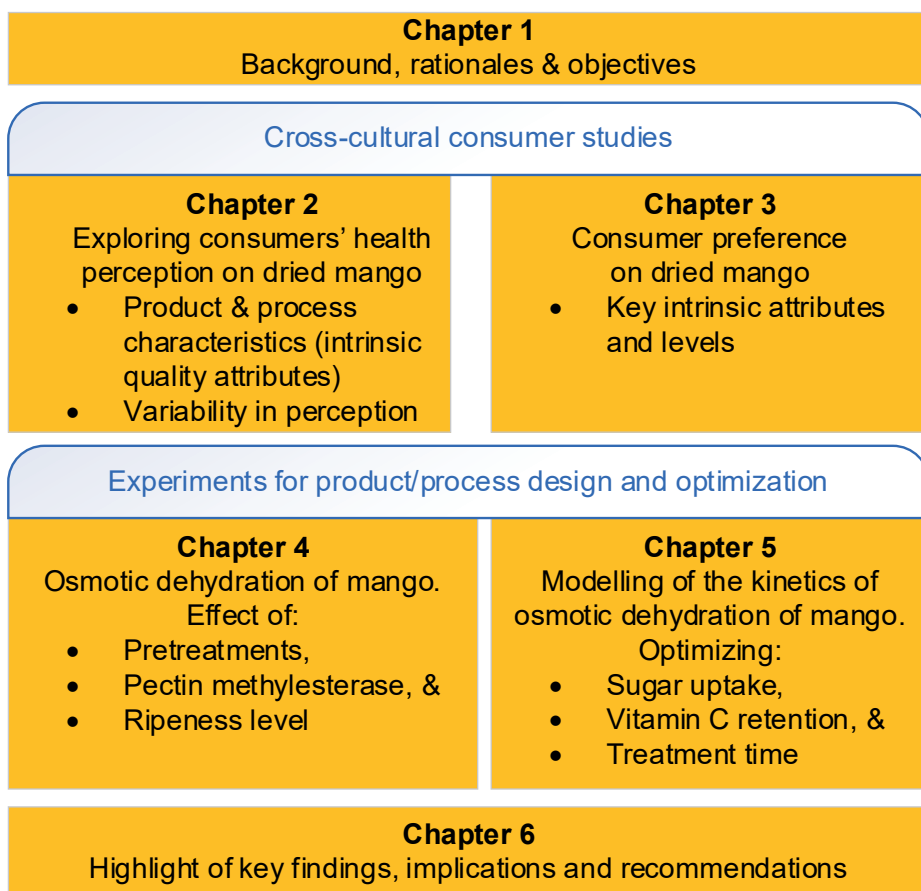 Chapter 1
Background, rationales & objectives
Cross-cultural consumer studies
Chapter 2
Exploring consumers’ health
perception on dried mango
• Product & process
characteristics (intrinsic
quality attributes)
• Variability in perception
Chapter 3
Consumer preference
on dried mango
• Key intrinsic attributes
and levels
Experiments for product/process design and optimization
Chapter 4
Osmotic dehydration of mango.
Effect of:
• Pretreatments,
• Pectin methylesterase, &
• Ripeness level
Chapter 5
Modelling of the kinetics of
osmotic dehydration of mango.
Optimizing:
• Sugar uptake,
• Vitamin C retention, &
• Treatment time
Chapter 6
Highlight of key findings, implications and recommendations